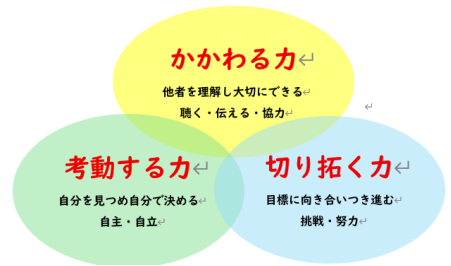 かかわる力
他者を理解し大切にできる
聴く・伝える・協力
考動する力
自分を見つめ自分で決める
自主・自立
切り拓く力
目標に向き合いつき進む
挑戦・努力